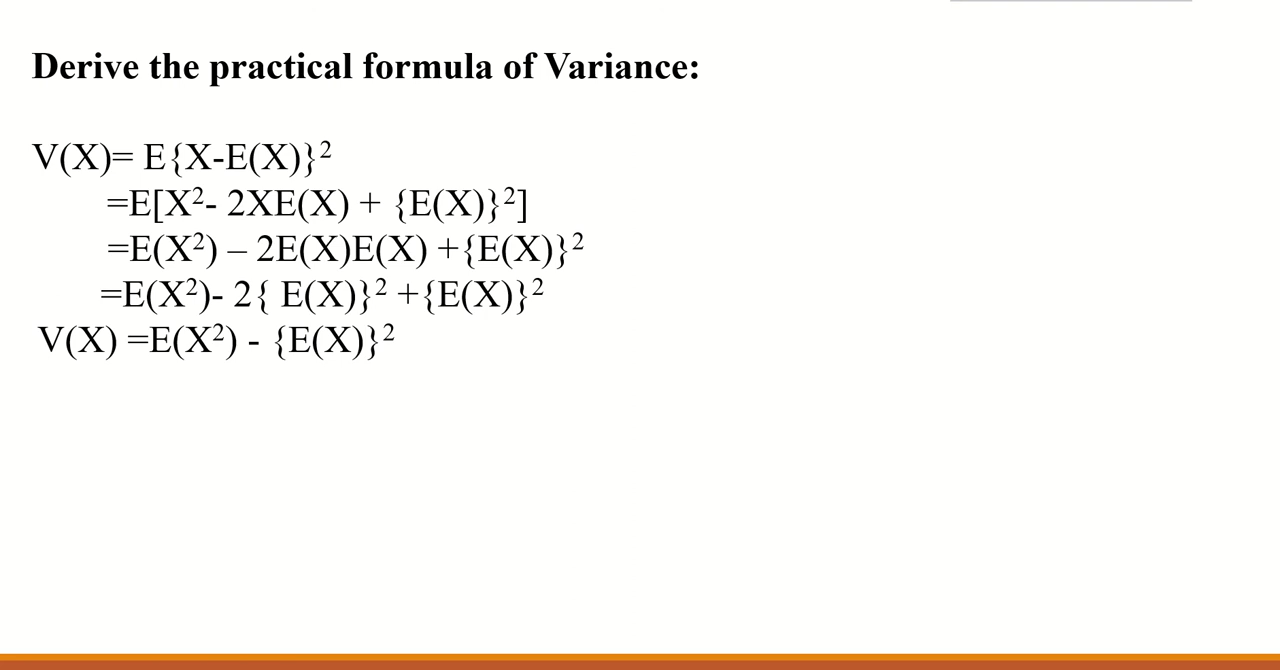 Derive the practical formula of Variance:
V(X)= E{X-E(X)}²
=E[X²- 2XE(X) + {E(X)}²]
=E(X²) – 2E(X)E(X) +{E(X)}²
=E(X²)- 2{ E(X)}² +{E(X)}²
V(X) =E(X²) - {E(X)}²